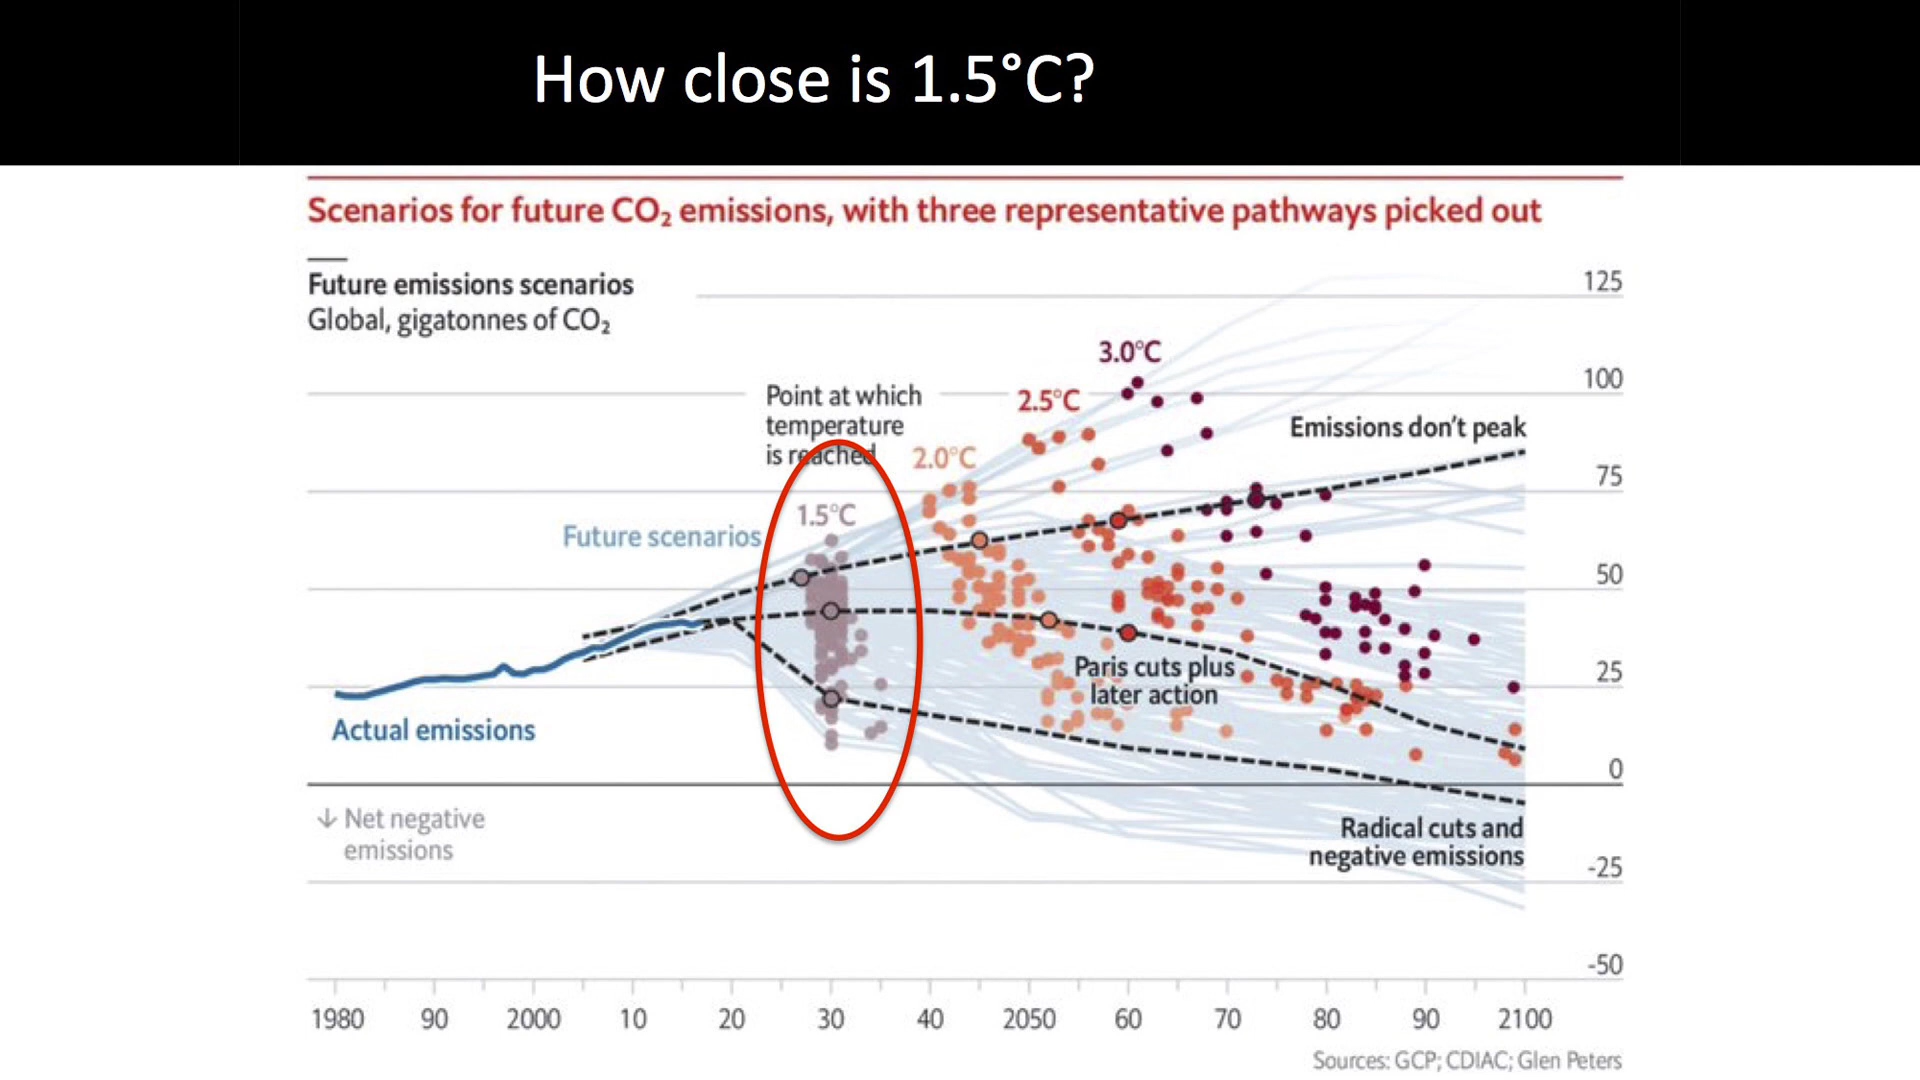 How close is 1.5°C?
Scenarios for future CO₂ emissions, with three representative pathways picked out
Future emissions scenarios
Global, gigatonnes of CO₂
125
3.0°C
100
Point at which
temperature
is reached
2.5°C
Emissions don't peak
2.0°C
75
1.5°C
Future scenarios
50
Paris cuts plus
later action
25
Actual emissions
0
↓ Net negative
emissions
Radical cuts and
negative emissions
-25
-50
1980 90 2000 10 20 30 40 2050 60 70 80 90 2100
Sources: GCP; CDIAC; Glen Peters